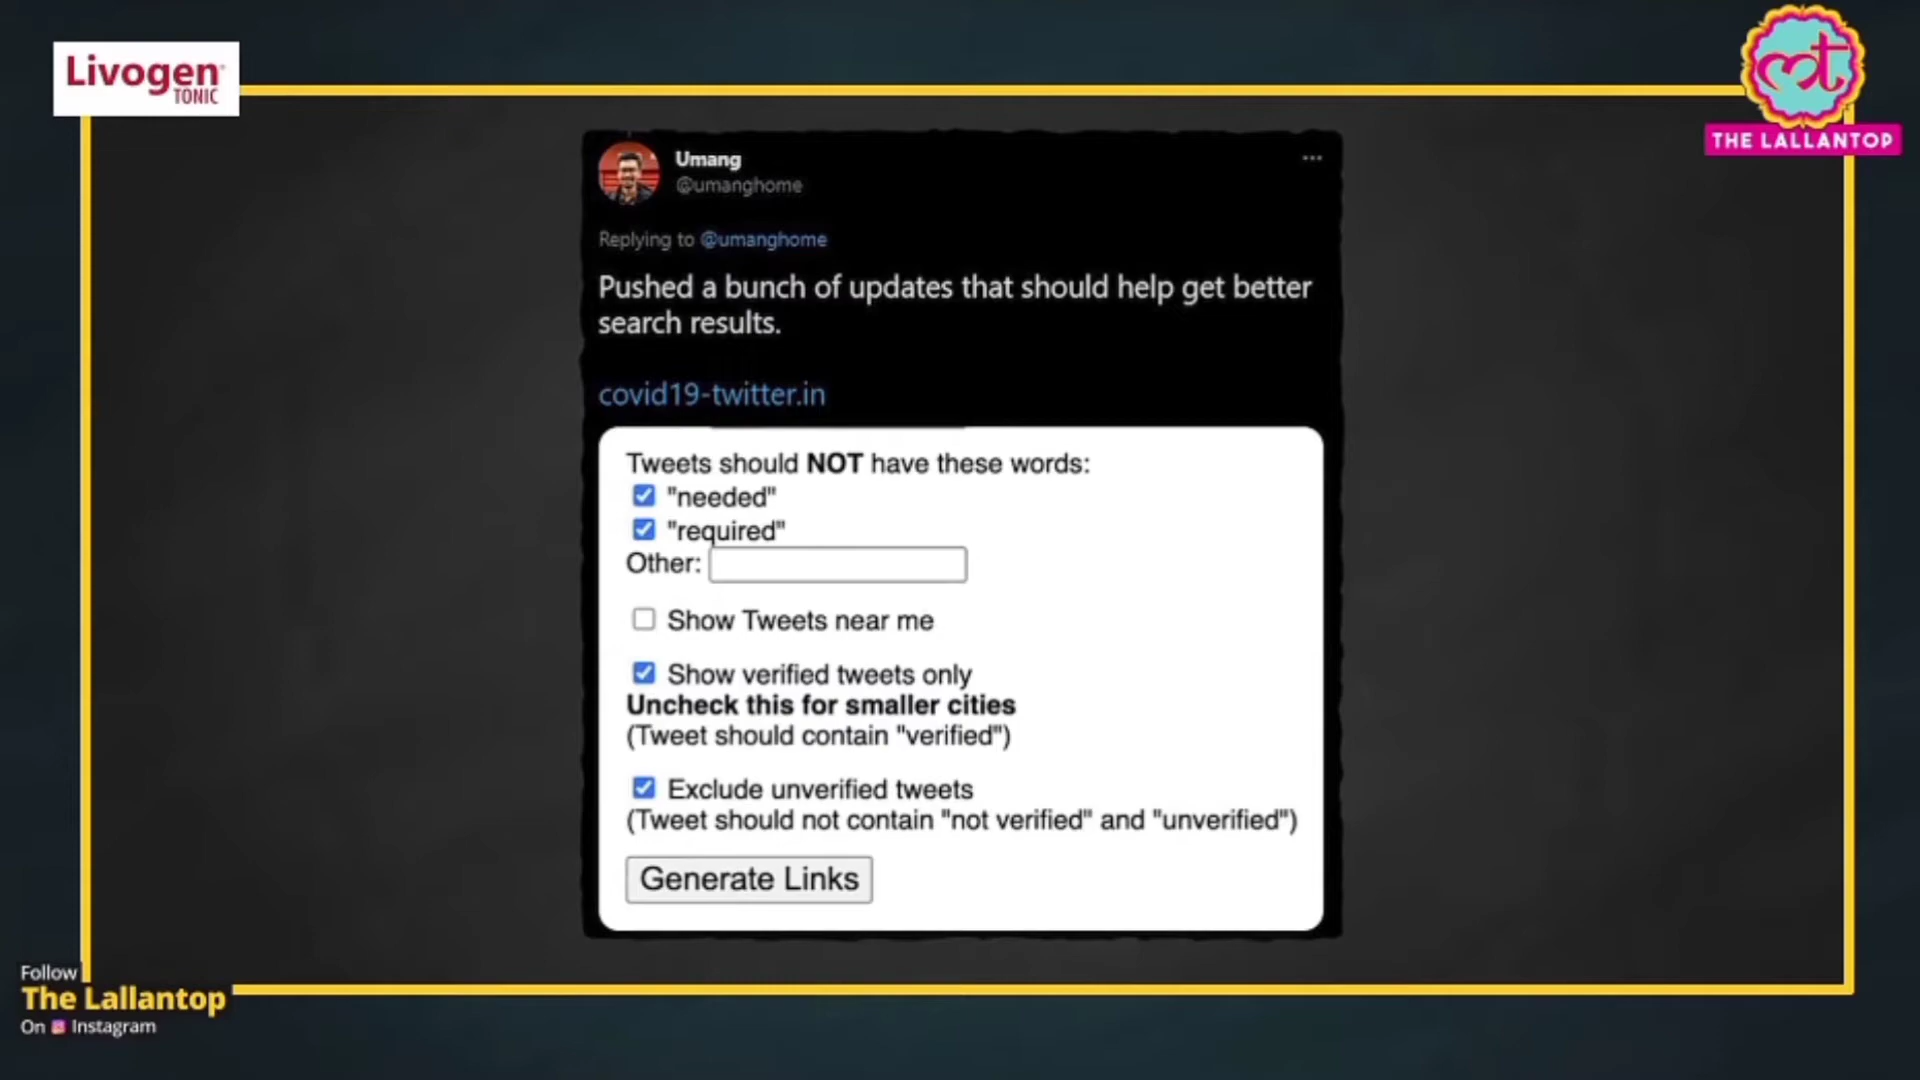 Livogen
TONIC
THE LALLANTOP
Umang
@umanghome
Replying to @umanghome
Pushed a bunch of updates that should help get better
search results.
covid19-twitter.in
Tweets should NOT have these words:
"needed"
"required"
Other:
Show Tweets near me
Show verified tweets only
Uncheck this for smaller cities
(Tweet should contain "verified")
Exclude unverified tweets
(Tweet should not contain "not verified" and "unverified")
Generate Links
Follow
The Lallantop
On Instagram